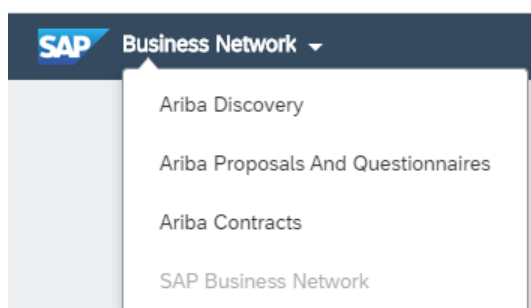 SAP Business Network
Ariba Discovery
Ariba Proposals And Questionnaires
Ariba Contracts
SAP Business Network